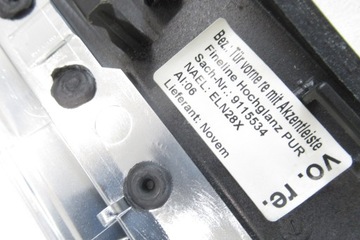 Bez.: Tür vorne re mit Akzentleiste
Fineline Hochglanz PUR
Sach-Nr.: 9115534
NAEL: ELN28X
AI:06
Lieferant: Novem
vo. re.